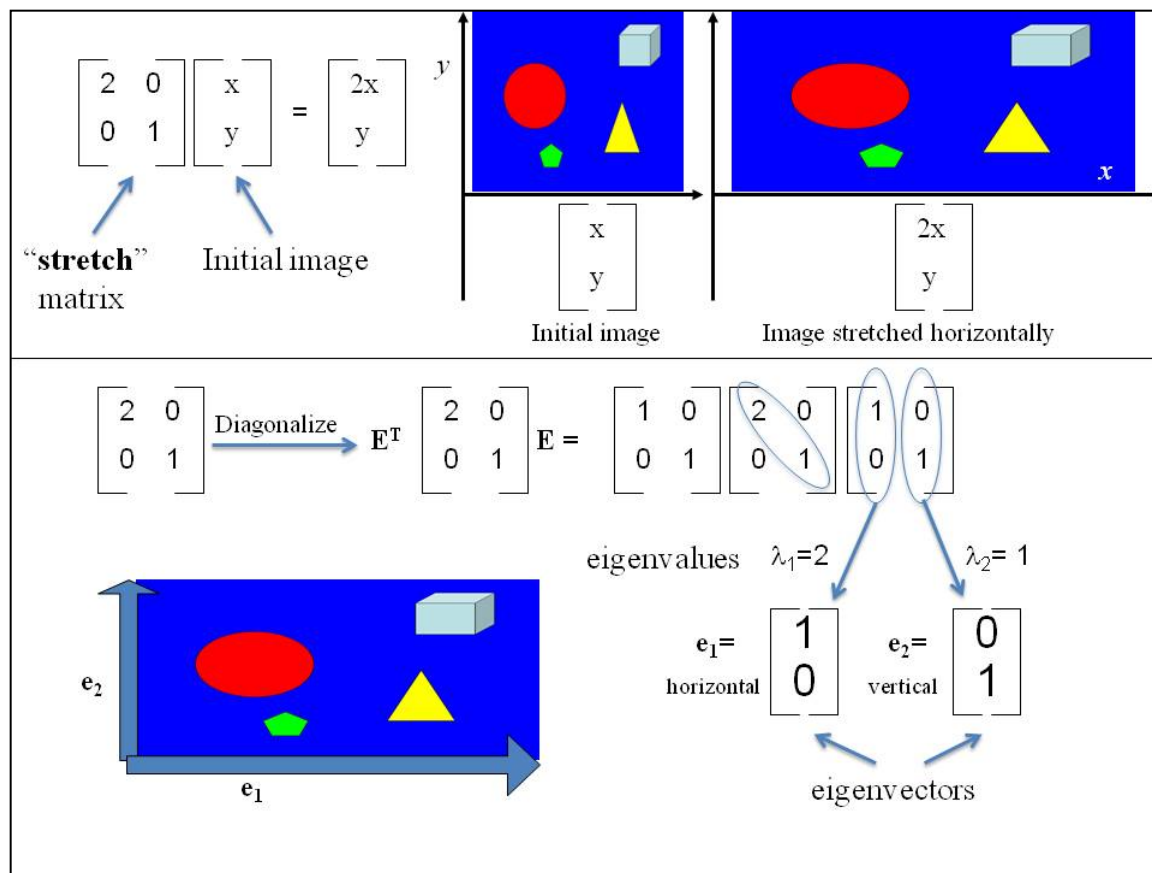 2 0
0 1
x
y
=
2x
y
“stretch”
matrix
Initial image
y
x
y
Initial image
x
2x
y
Image stretched horizontally
2 0
0 1
Diagonalize
Eᵀ
2 0
0 1
E =
1 0
0 1
2 0
0 1
1 0
0 1
eigenvalues λ₁=2 λ₂= 1
e₁=
horizontal
1
0
e₂=
vertical
0
1
eigenvectors
e₂
e₁